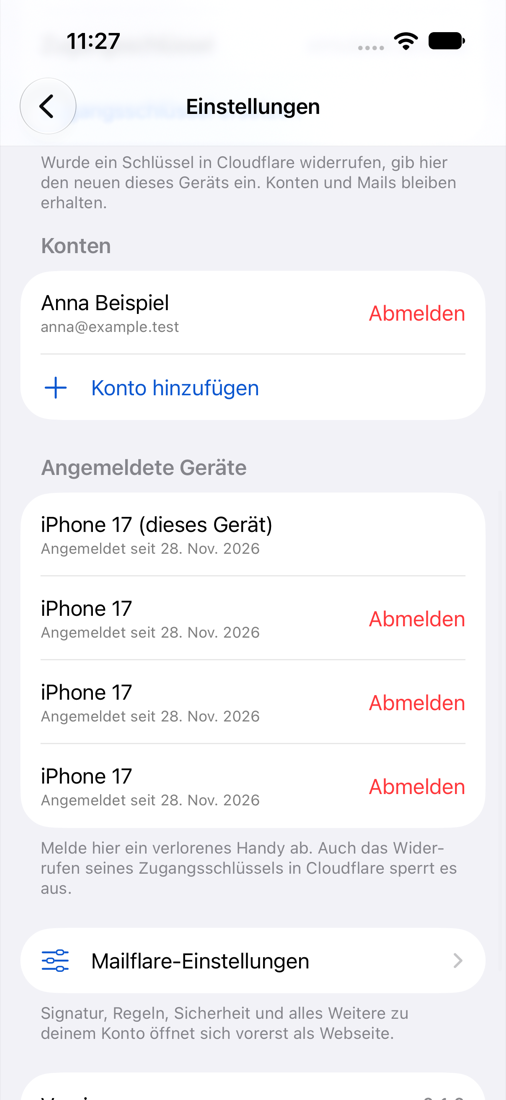 11:27
Einstellungen
Wurde ein Schlüssel in Cloudflare widerrufen, gib hier
den neuen dieses Geräts ein. Konten und Mails bleiben
erhalten.
Konten
Anna Beispiel
anna@example.test
Abmelden
Konto hinzufügen
Angemeldete Geräte
iPhone 17 (dieses Gerät)
Angemeldet seit 28. Nov. 2026
iPhone 17
Angemeldet seit 28. Nov. 2026
Abmelden
iPhone 17
Angemeldet seit 28. Nov. 2026
Abmelden
iPhone 17
Angemeldet seit 28. Nov. 2026
Abmelden
Melde hier ein verlorenes Handy ab. Auch das Wider-
rufen seines Zugangsschlüssels in Cloudflare sperrt es
aus.
Mailflare-Einstellungen
Signatur, Regeln, Sicherheit und alles Weitere zu
deinem Konto öffnet sich vorerst als Webseite.